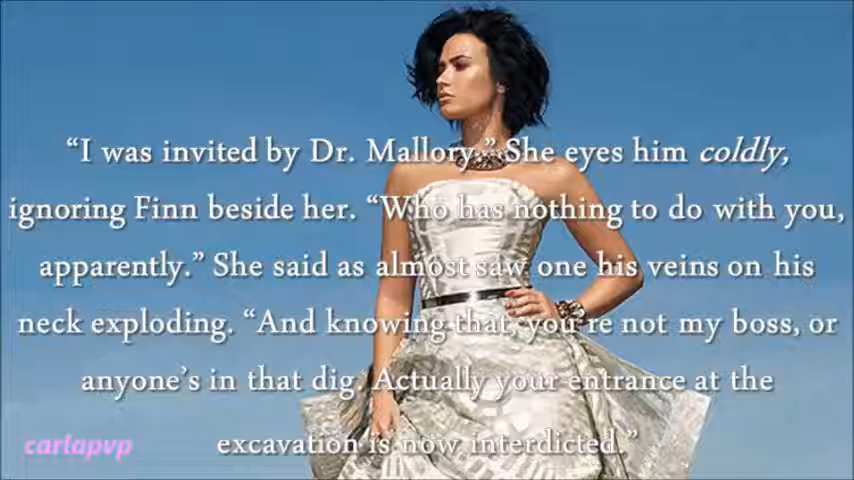 “I was invited by Dr. Mallory.” She eyes him coldly,
ignoring Finn beside her. “Who has nothing to do with you,
apparently.” She said as almost saw one his veins on his
neck exploding. “And knowing that, you’re not my boss, or
anyone’s in that dig. Actually your entrance at the
excavation is now interdicted.”
carlapvp